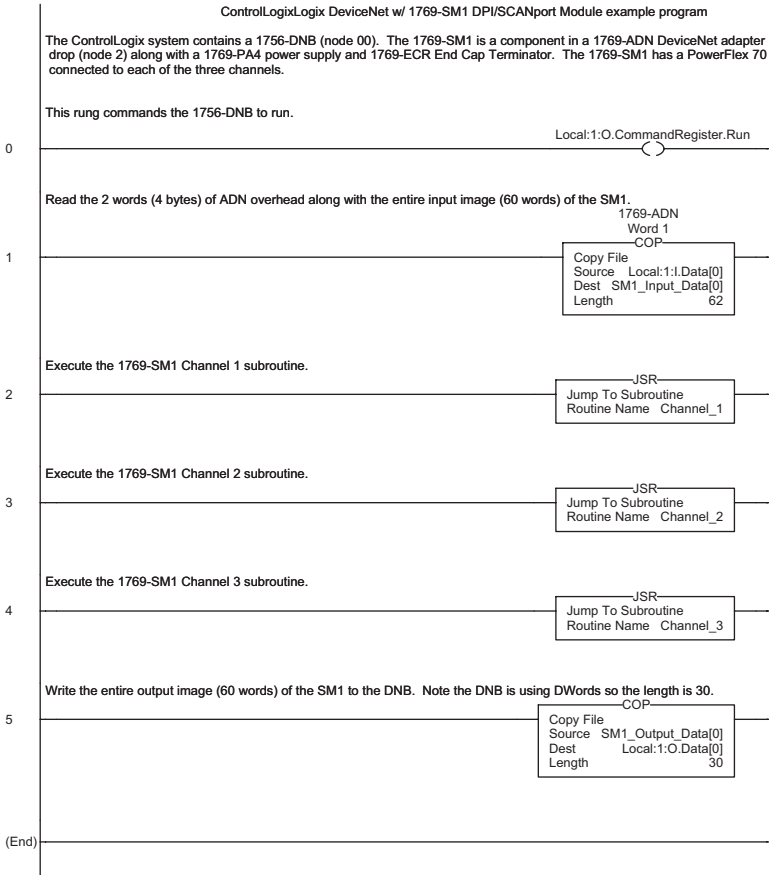 ControlLogixLogix DeviceNet w/ 1769-SM1 DPI/SCANport Module example program
The ControlLogix system contains a 1756-DNB (node 00). The 1769-SM1 is a component in a 1769-ADN DeviceNet adapter
drop (node 2) along with a 1769-PA4 power supply and 1769-ECR End Cap Terminator. The 1769-SM1 has a PowerFlex 70
connected to each of the three channels.
This rung commands the 1756-DNB to run.
Local:1:O.CommandRegister.Run
0
Read the 2 words (4 bytes) of ADN overhead along with the entire input image (60 words) of the SM1.
1769-ADN
Word 1
COP
1
Copy File
Source Local:1:I.Data[0]
Dest SM1_Input_Data[0]
Length 62
Execute the 1769-SM1 Channel 1 subroutine.
JSR
2
Jump To Subroutine
Routine Name Channel_1
Execute the 1769-SM1 Channel 2 subroutine.
JSR
3
Jump To Subroutine
Routine Name Channel_2
Execute the 1769-SM1 Channel 3 subroutine.
JSR
4
Jump To Subroutine
Routine Name Channel_3
Write the entire output image (60 words) of the SM1 to the DNB. Note the DNB is using DWords so the length is 30.
COP
5
Copy File
Source SM1_Output_Data[0]
Dest Local:1:O.Data[0]
Length 30
(End)